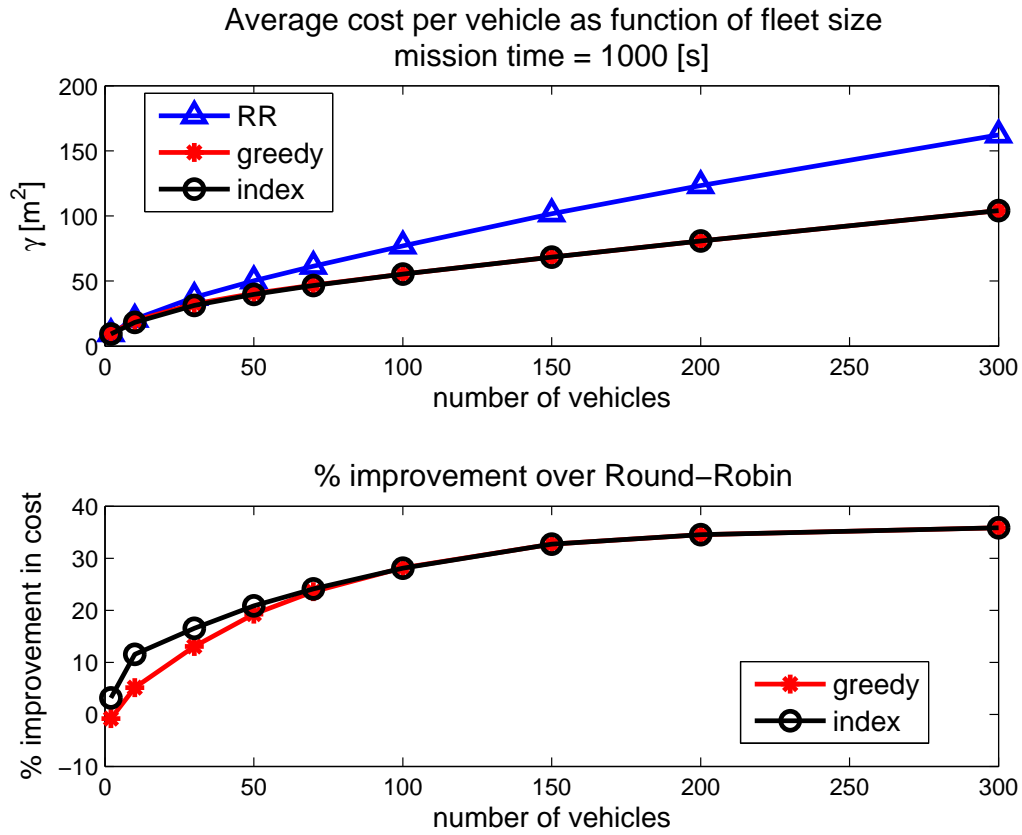 Average cost per vehicle as function of fleet size
mission time = 1000 [s]
200
150
100
50
0
γ [m²]
RR
greedy
index
0 50 100 150 200 250 300
number of vehicles
% improvement over Round−Robin
40
30
20
10
0
−10
% improvement in cost
greedy
index
0 50 100 150 200 250 300
number of vehicles